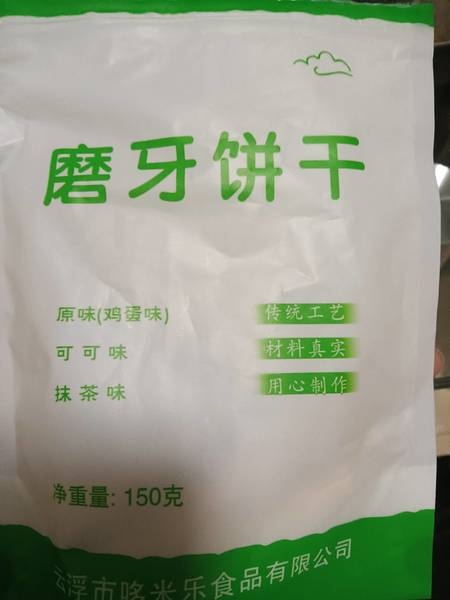 磨牙饼干
原味(鸡蛋味)
传统工艺
可可味
材料真实
抹茶味
用心制作
净重量: 150克
云浮市哆米乐食品有限公司